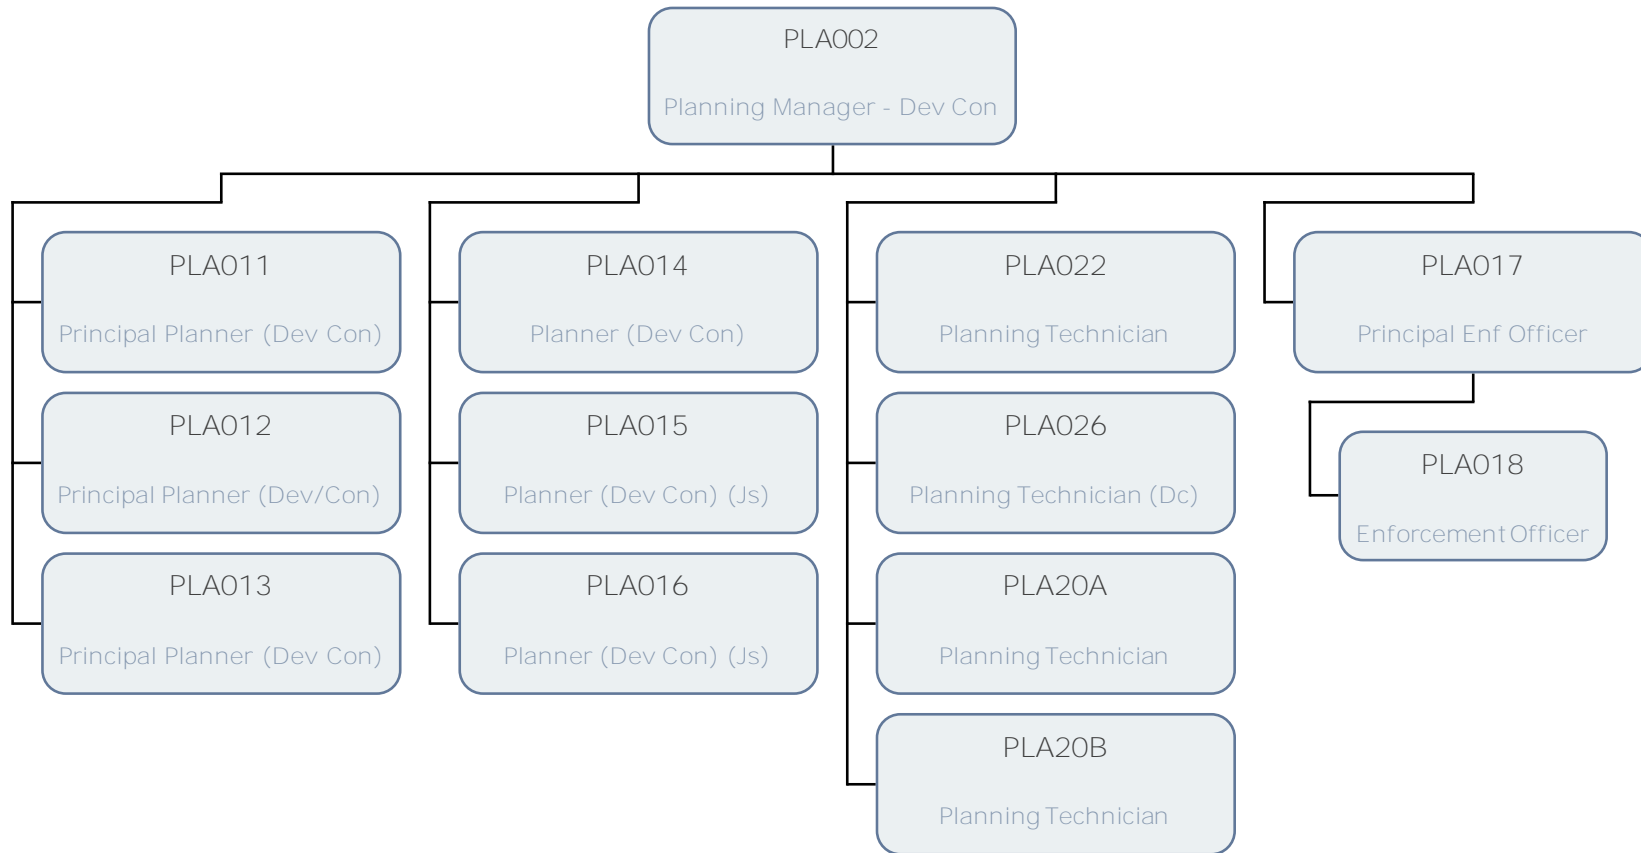 PLA002
Planning Manager - Dev Con
PLA011
Principal Planner (Dev Con)
PLA012
Principal Planner (Dev/Con)
PLA013
Principal Planner (Dev Con)
PLA014
Planner (Dev Con)
PLA015
Planner (Dev Con) (Js)
PLA016
Planner (Dev Con) (Js)
PLA022
Planning Technician
PLA026
Planning Technician (Dc)
PLA20A
Planning Technician
PLA20B
Planning Technician
PLA017
Principal Enf Officer
PLA018
Enforcement Officer